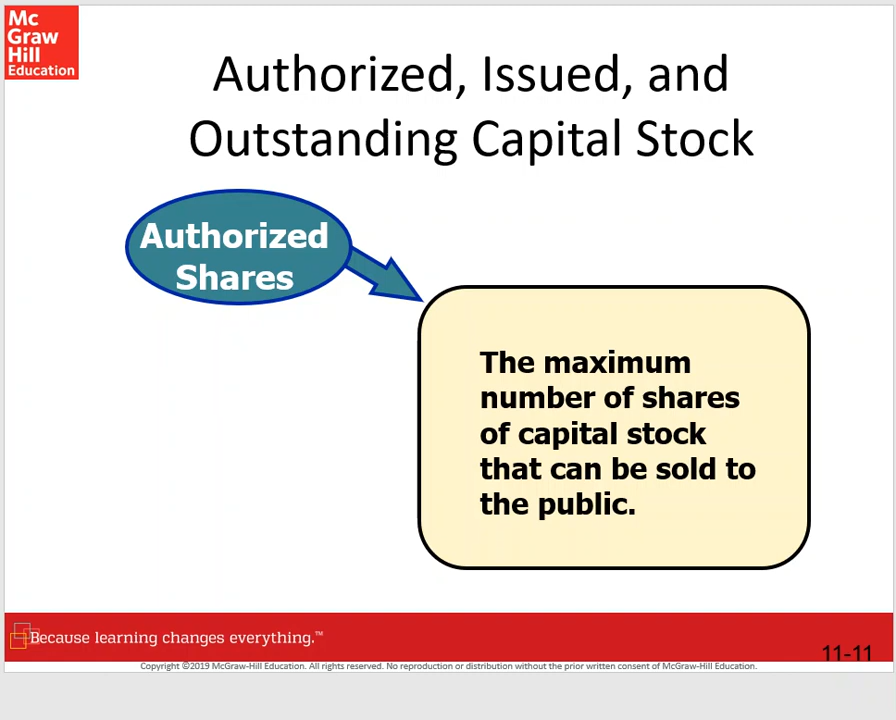 Mc
Graw
Hill
Education
Authorized, Issued, and
Outstanding Capital Stock
Authorized
Shares
The maximum
number of shares
of capital stock
that can be sold to
the public.
Because learning changes everything.™
11-11
Copyright ©2019 McGraw-Hill Education. All rights reserved. No reproduction or distribution without the prior written consent of McGraw-Hill Education.